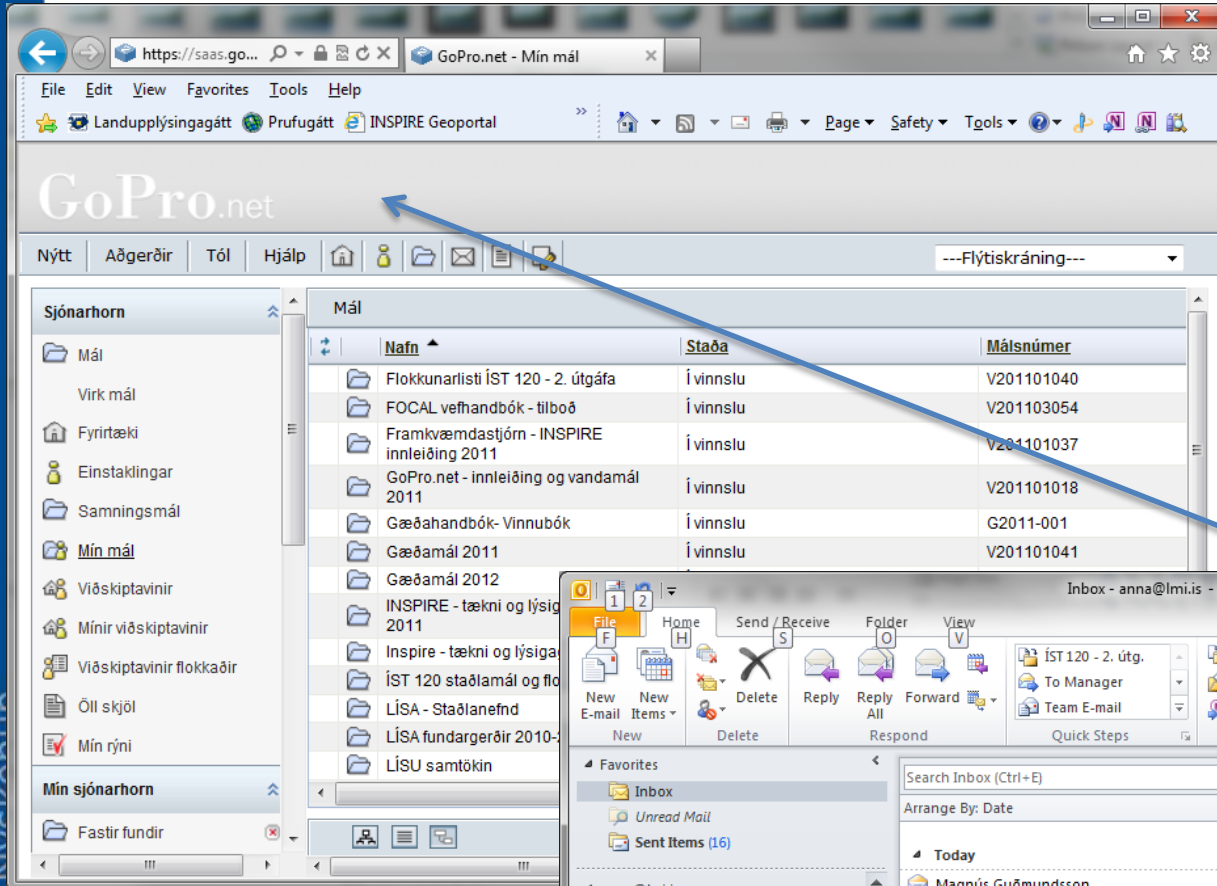 https://saas.go...
GoPro.net - Mín mál
File Edit View Favorites Tools Help
Landupplýsingagátt Prufugátt INSPIRE Geoportal
Page Safety Tools
GoPro.net
Nýtt Aðgerðir Tól Hjálp
---Flýtiskráning---
Sjónarhorn
Mál
Virk mál
Fyrirtæki
Einstaklingar
Samningsmál
Mín mál
Viðskiptavinir
Mínir viðskiptavinir
Viðskiptavinir flokkaðir
Öll skjöl
Mín rýni
Mín sjónarhorn
Fastir fundir
Mál
Nafn Staða Málsnúmer
Flokkunarlisti ÍST 120 - 2. útgáfa Í vinnslu V201101040
FOCAL vefhandbók - tilboð Í vinnslu V201103054
Framkvæmdastjórn - INSPIRE
innleiðing 2011 Í vinnslu V201101037
GoPro.net - innleiðing og vandamál
2011 Í vinnslu V201101018
Gæðahandbók- Vinnubók Í vinnslu G2011-001
Gæðamál 2011 Í vinnslu V201101041
Gæðamál 2012
INSPIRE - tækni og lýsig
2011
Inspire - tækni og lýsiga
ÍST 120 staðlamál og flo
LÍSA - Staðlanefnd
LÍSA fundargerðir 2010-
LÍSU samtökin
Inbox - anna@lmi.is -
1 2
File Home Send / Receive Folder View
F H S O V
New E-mail
New Items
Delete
Reply
Reply All
Forward
ÍST 120 - 2. útg.
To Manager
Team E-mail
New Delete Respond Quick Steps
Favorites
Inbox
Unread Mail
Sent Items (16)
Search Inbox (Ctrl+E)
Arrange By: Date
Today
Magnús Guðmundsson